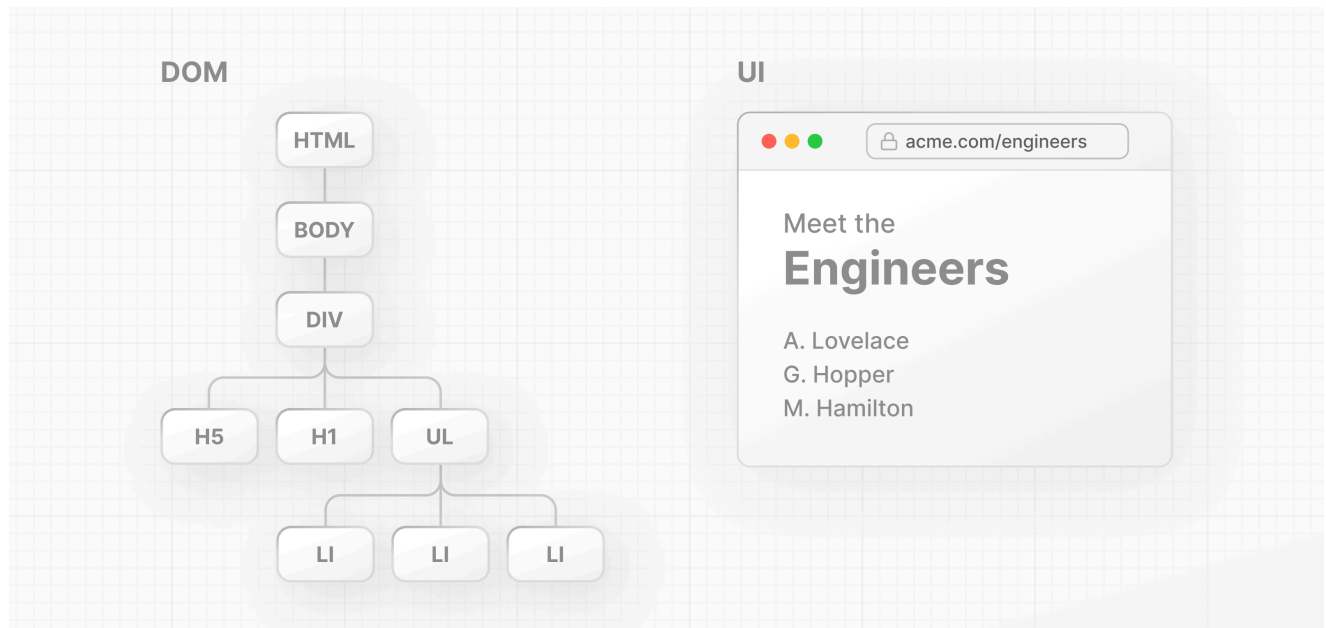 DOM
HTML
BODY
DIV
H5 H1 UL
LI LI LI
UI
acme.com/engineers
Meet the
Engineers
A. Lovelace
G. Hopper
M. Hamilton